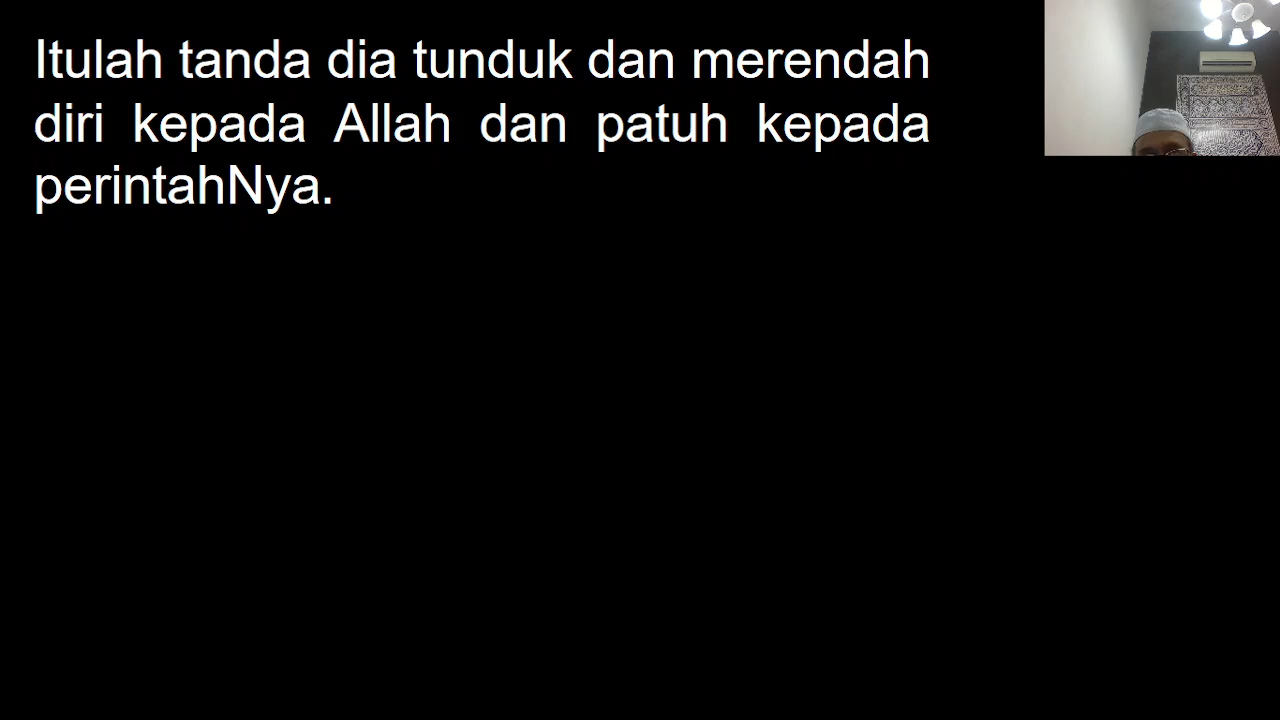 Itulah tanda dia tunduk dan merendah
diri kepada Allah dan patuh kepada
perintahNya.